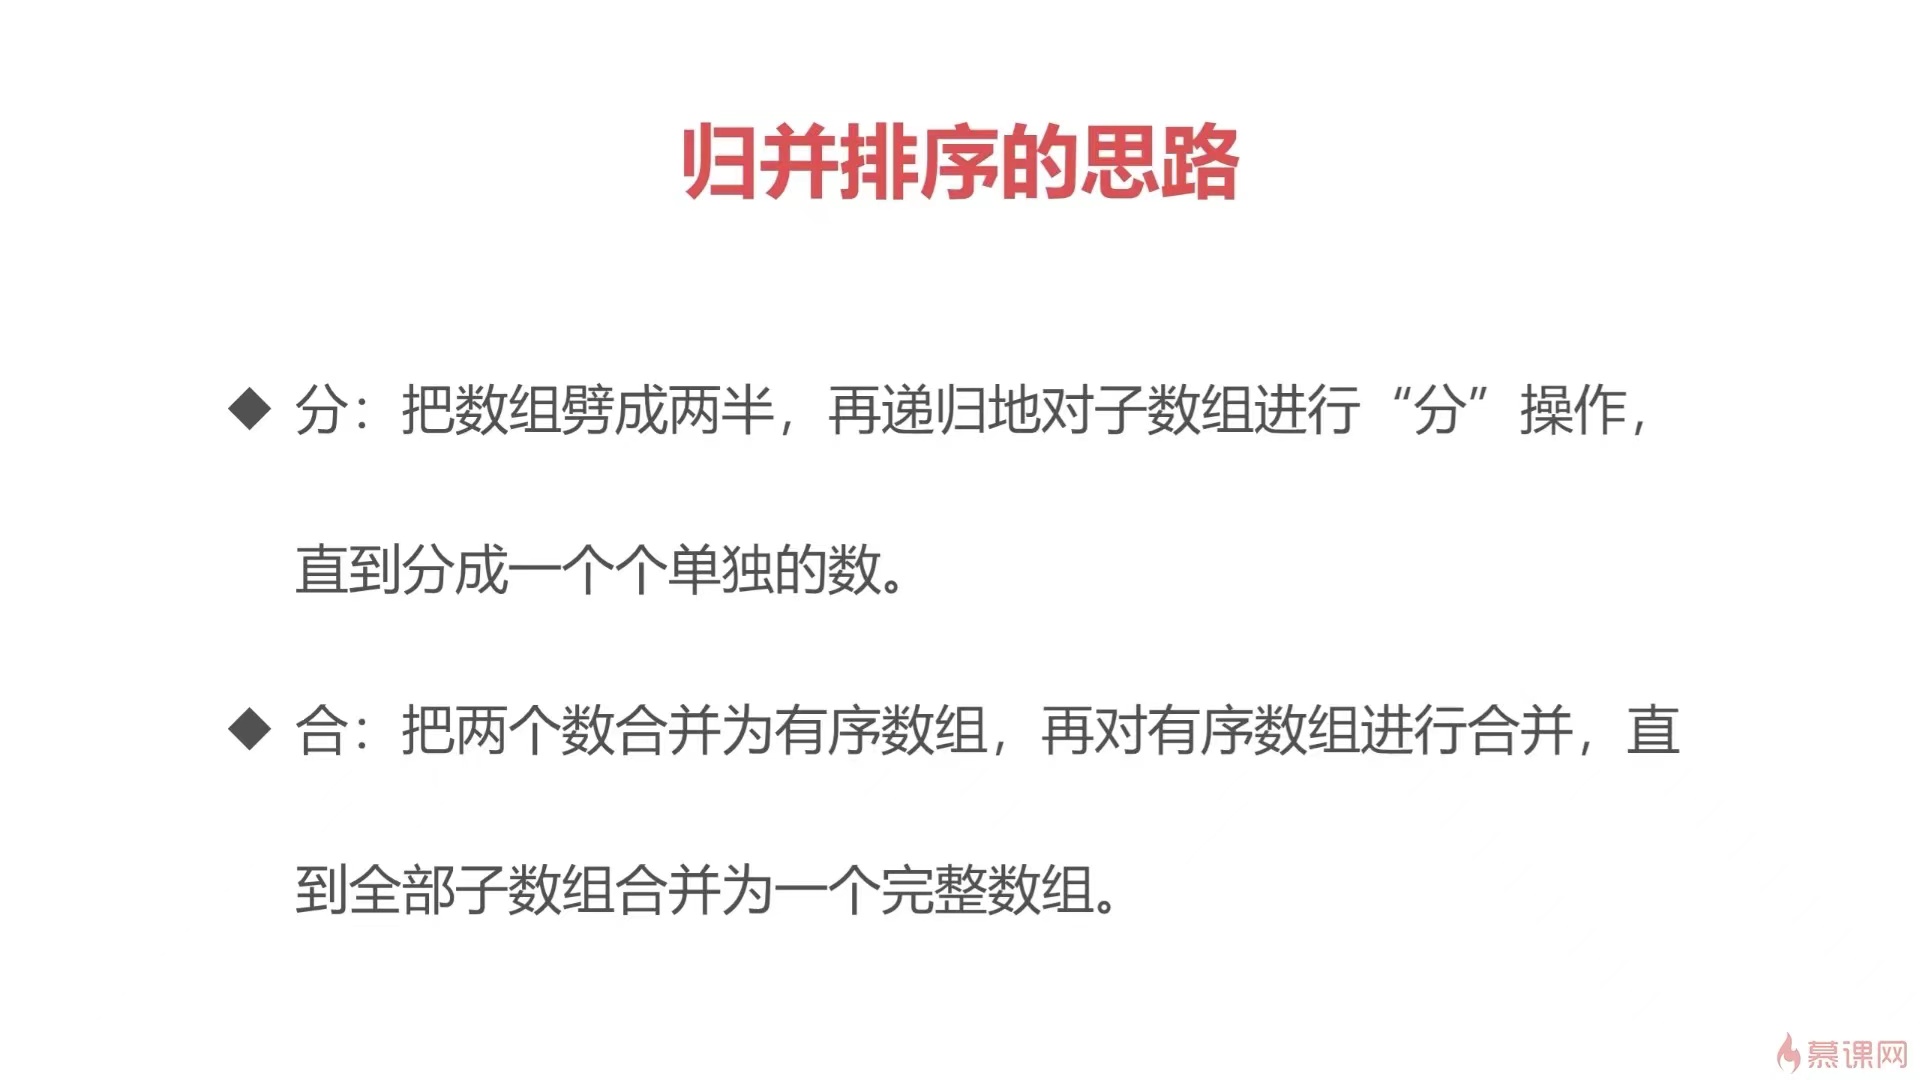 归并排序的思路
◆ 分：把数组劈成两半，再递归地对子数组进行“分”操作，
直到分成一个个单独的数。
◆ 合：把两个数合并为有序数组，再对有序数组进行合并，直
到全部子数组合并为一个完整数组。
慕课网